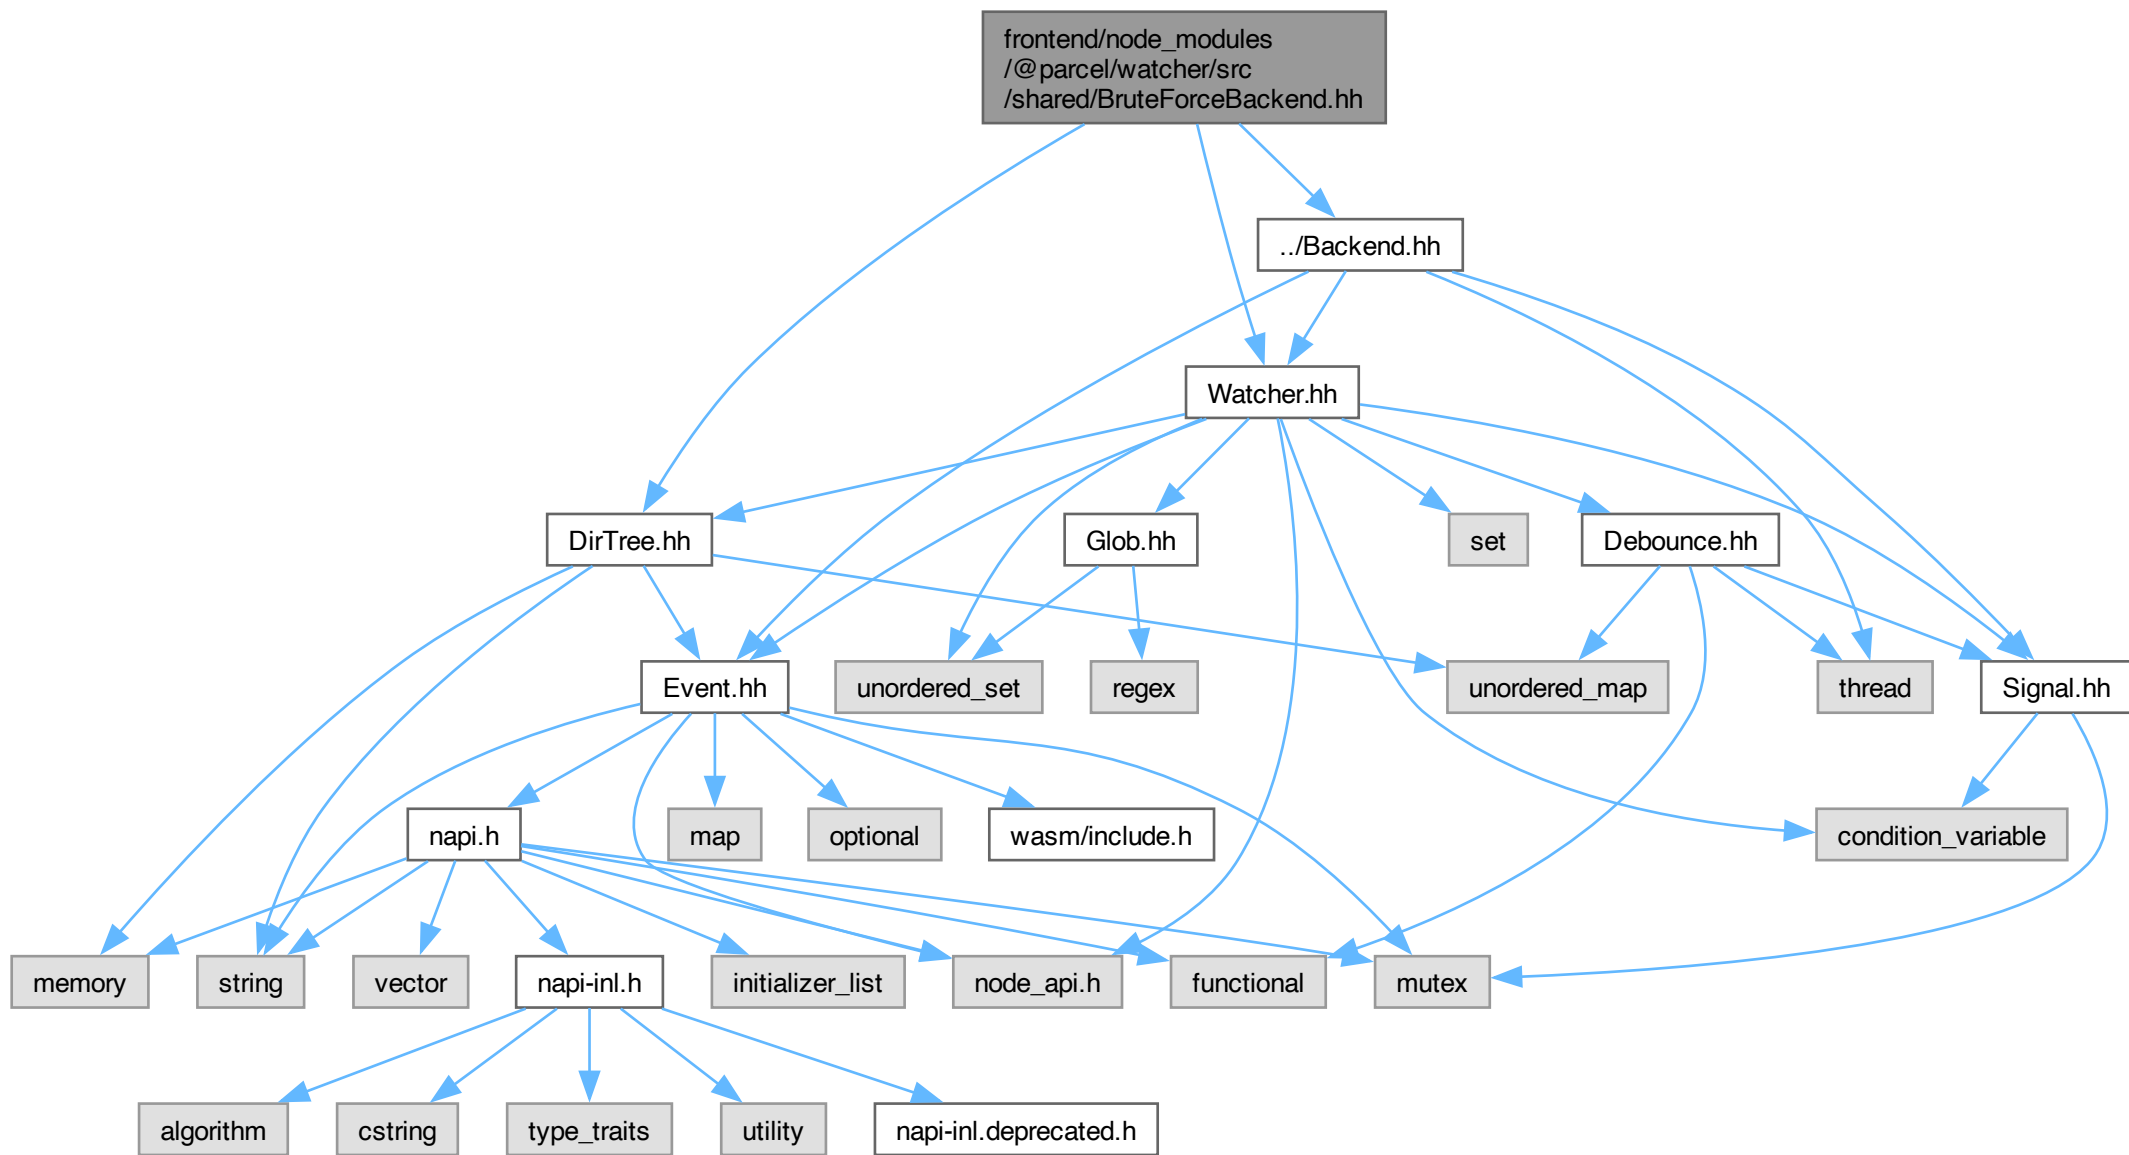 frontend/node_modules
/@parcel/watcher/src
/shared/BruteForceBackend.hh
../Backend.hh
Watcher.hh
DirTree.hh
Glob.hh
set
Debounce.hh
Event.hh
unordered_set
regex
unordered_map
thread
Signal.hh
napi.h
map
optional
wasm/include.h
condition_variable
memory
string
vector
napi-inl.h
initializer_list
node_api.h
functional
mutex
algorithm
cstring
type_traits
utility
napi-inl.deprecated.h